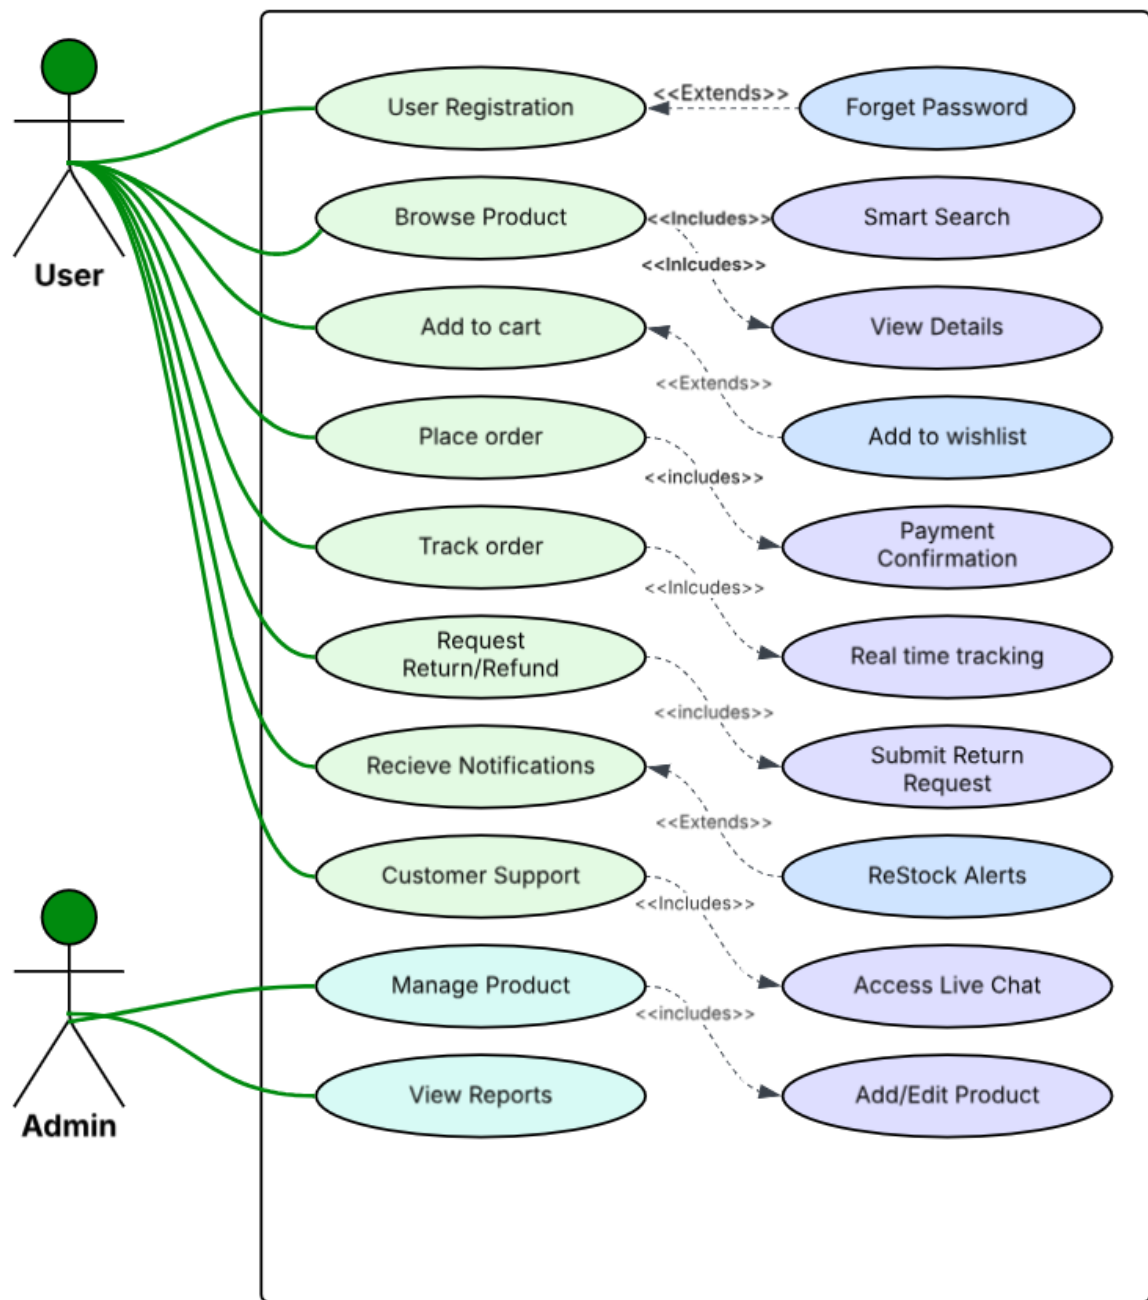 User Registration
<<Extends>>
Forget Password
Browse Product
<<Includes>>
Smart Search
<<Inlcudes>>
User
Add to cart
View Details
<<Extends>>
Place order
Add to wishlist
<<includes>>
Track order
Payment
Confirmation
<<Inlcudes>>
Request
Return/Refund
Real time tracking
<<includes>>
Recieve Notifications
Submit Return
Request
<<Extends>>
Customer Support
ReStock Alerts
<<Includes>>
Manage Product
Access Live Chat
<<includes>>
View Reports
Add/Edit Product
Admin